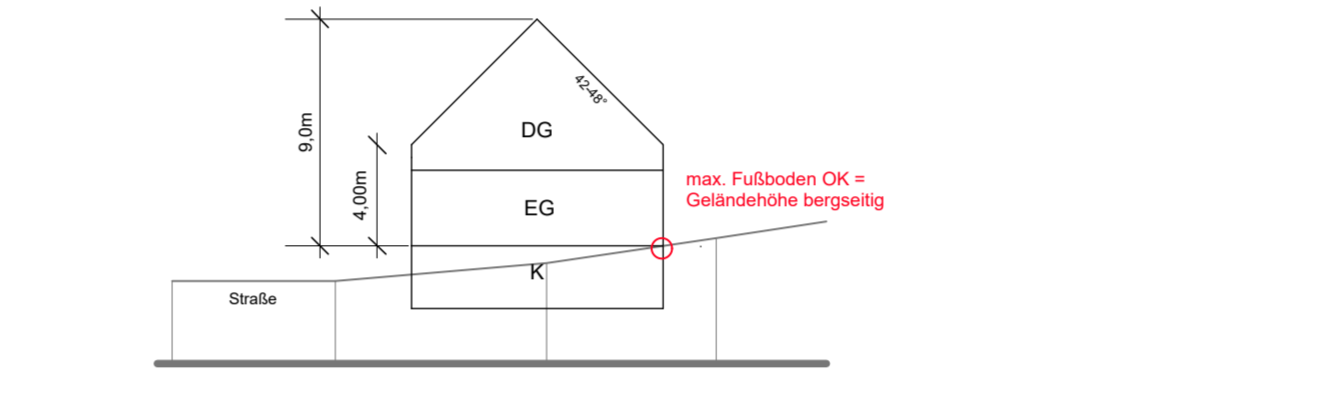 9,0m
42-48°
DG
4,00m
EG
max. Fußboden OK =
Geländehöhe bergseitig
K
Straße